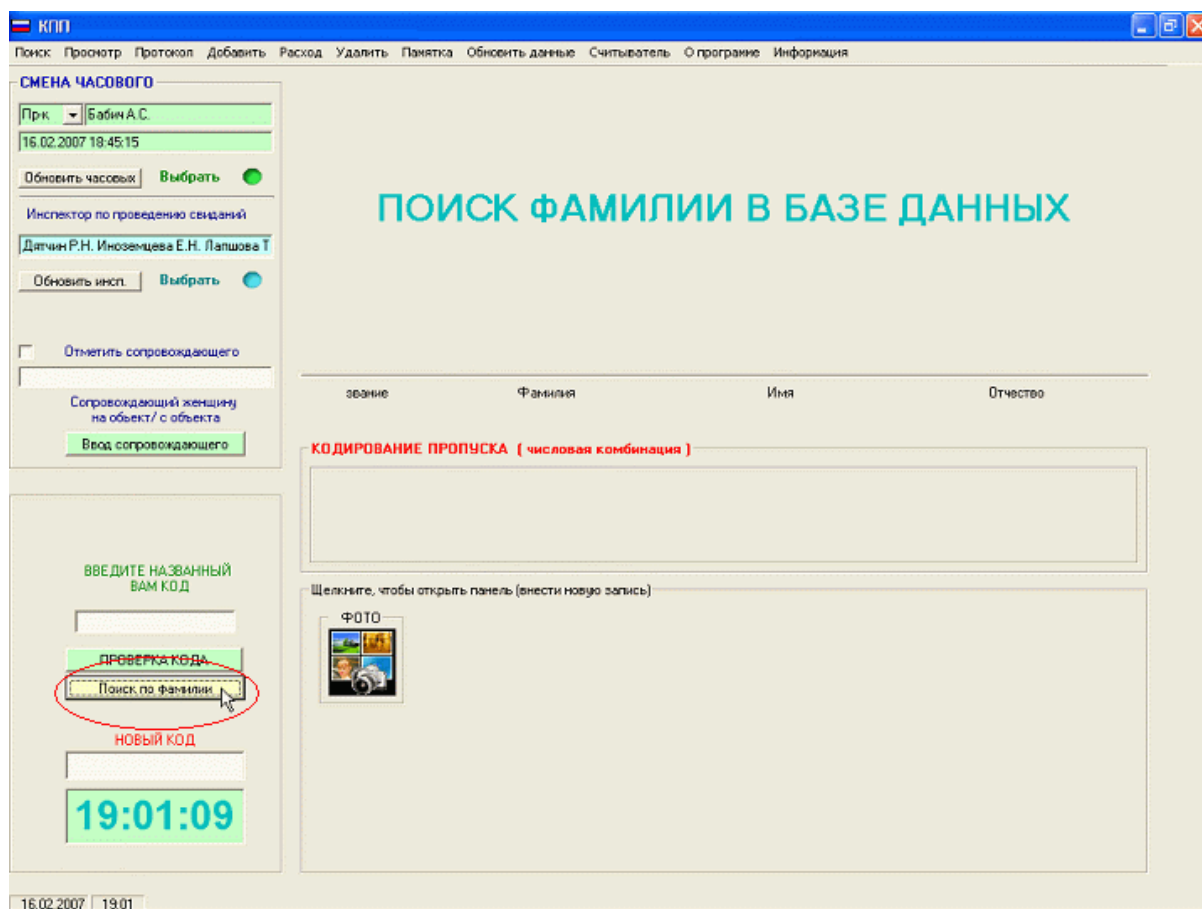 КПП
Поиск Просмотр Протокол Добавить Расход Удалить Памятка Обновить данные Считыватель О программе Информация
СМЕНА ЧАСОВОГО
Прк Бабич А.С.
16.02.2007 18:45:15
Обновить часовых Выбрать
Инспектор по проведению свиданий
Дятчин Р.Н. Иноземцева Е.Н. Лапшова Т
Обновить инсп. Выбрать
Отметить сопровождающего
Сопровождающий женщину
на объект/ с объекта
Ввод сопровождающего
ПОИСК ФАМИЛИИ В БАЗЕ ДАННЫХ
звание Фамилия Имя Отчество
КОДИРОВАНИЕ ПРОПУСКА ( числовая комбинация )
ВВЕДИТЕ НАЗВАННЫЙ
ВАМ КОД
ПРОВЕРКА КОДА
Поиск по фамилии
НОВЫЙ КОД
19:01:09
Щелкните, чтобы открыть панель (внести новую запись)
ФОТО
16.02.2007 19:01